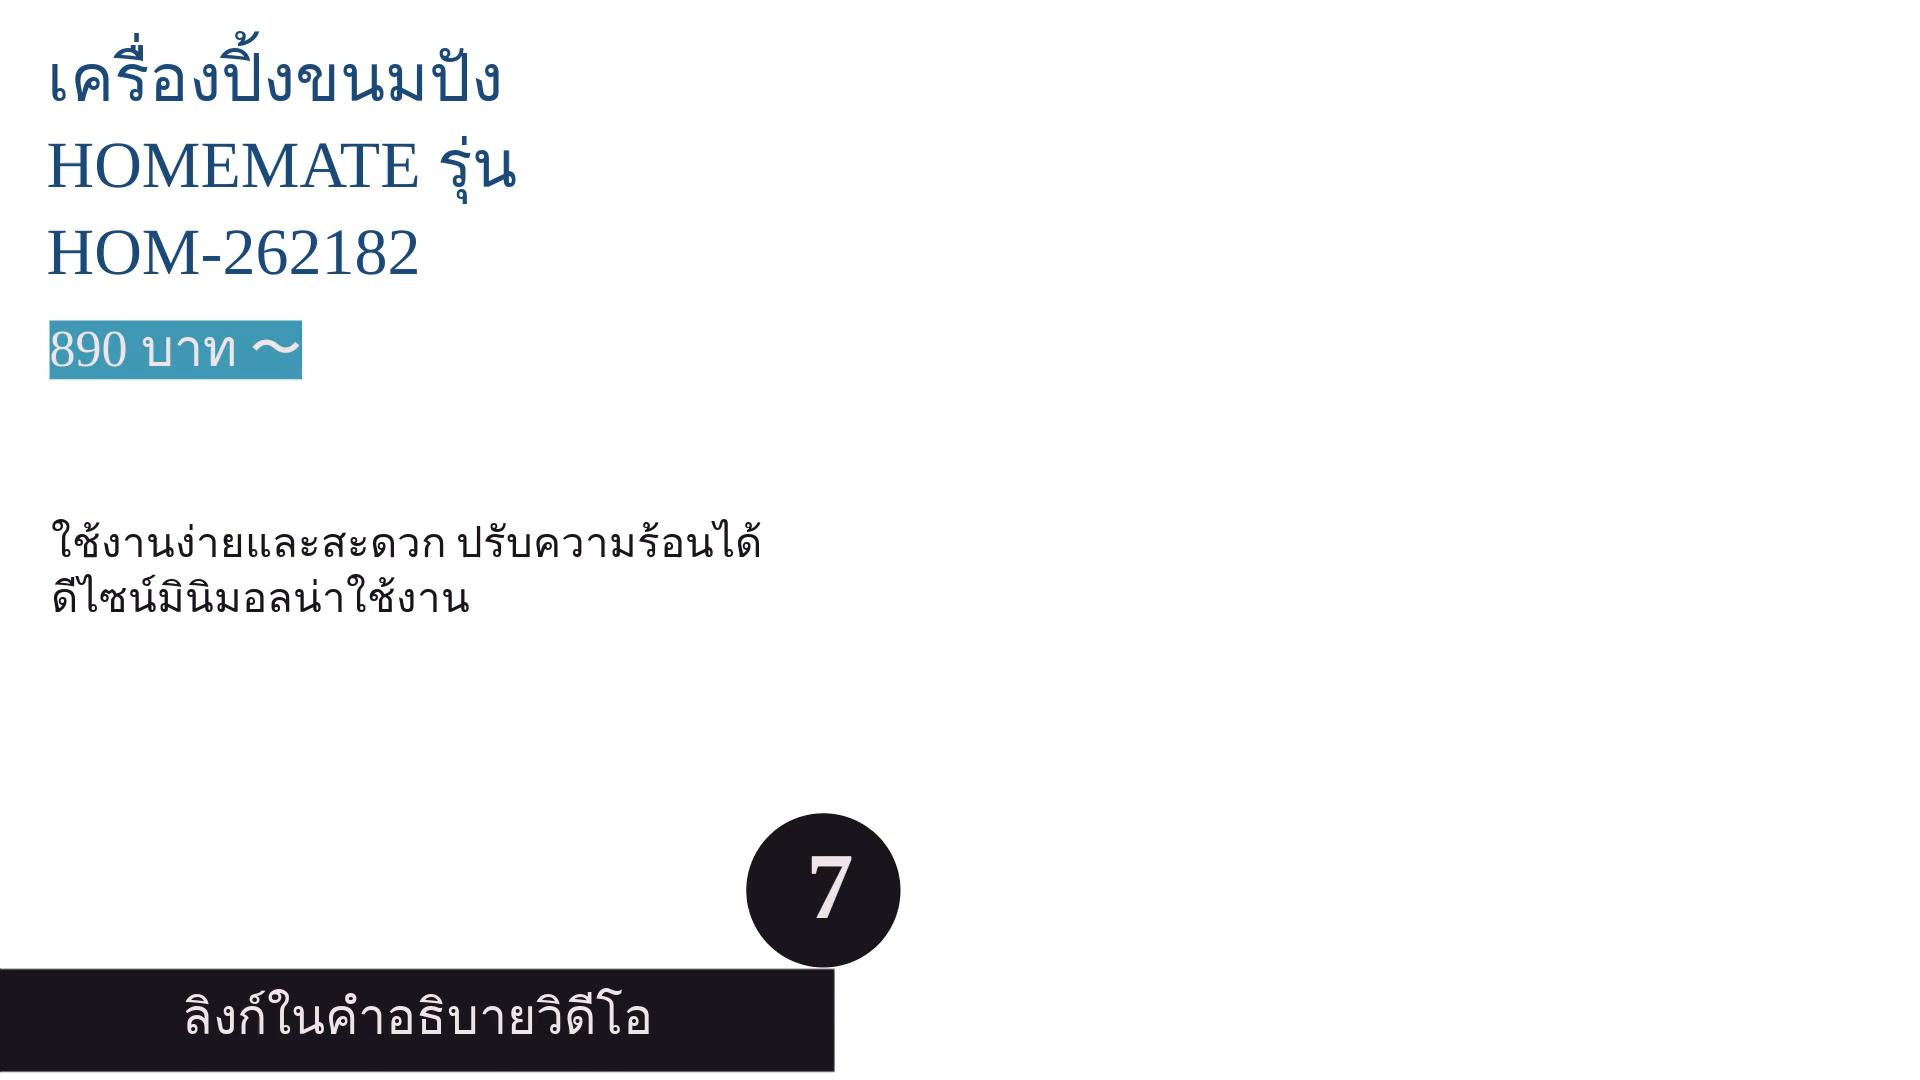 เครื่องปิ้งขนมปัง
HOMEMATE รุ่น
HOM-262182
890 บาท ～
ใช้งานง่ายและสะดวก ปรับความร้อนได้
ดีไซน์มินิมอลน่าใช้งาน
7
ลิงก์ในคำอธิบายวิดีโอ